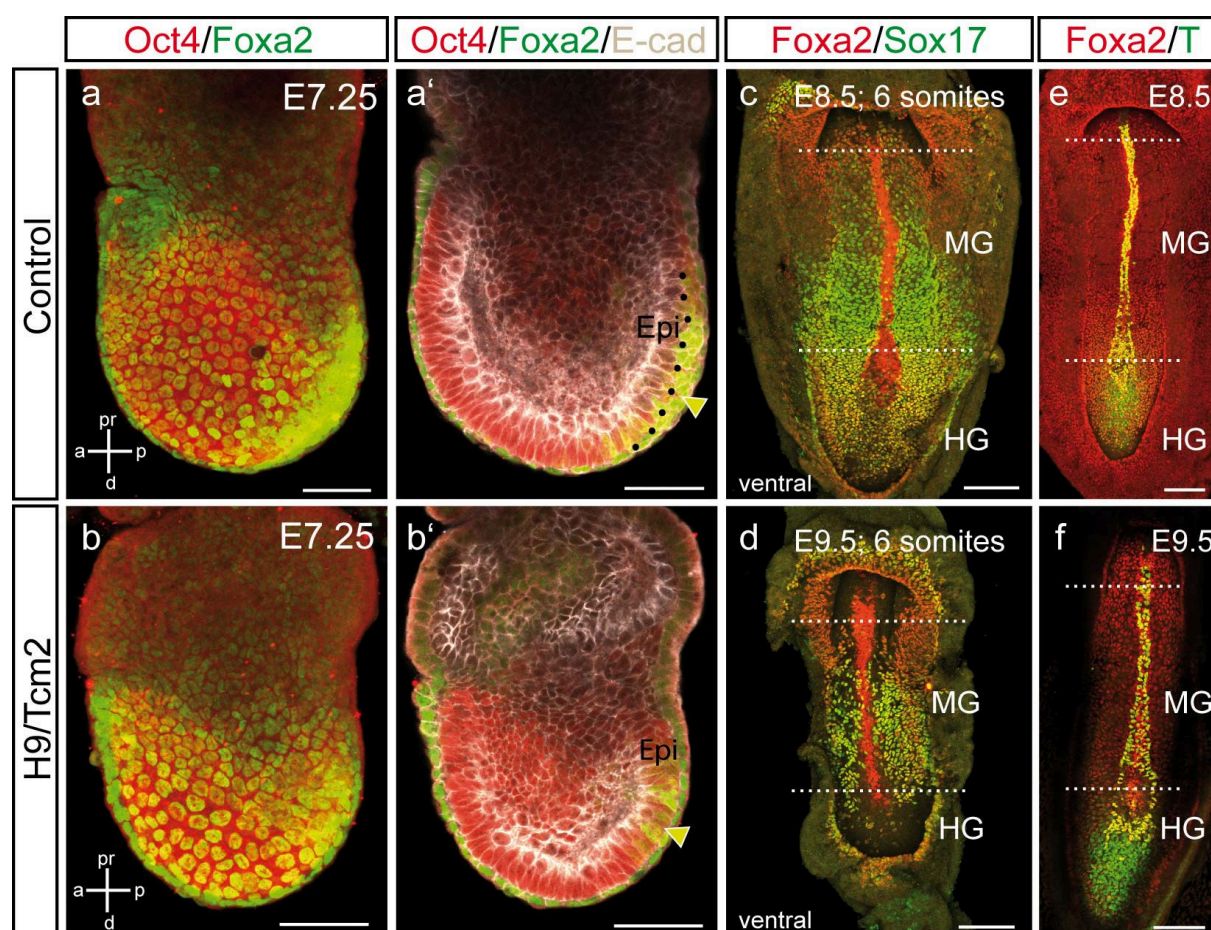 Oct4/Foxa2
Oct4/Foxa2/E-cad
Foxa2/Sox17
Foxa2/T
Control
a
E7.25
pr
a
p
d
a'
Epi
c
E8.5; 6 somites
MG
HG
ventral
e
E8.5
MG
HG
H9/Tcm2
b
E7.25
pr
a
p
d
b'
Epi
d
E9.5; 6 somites
MG
HG
ventral
f
E9.5
MG
HG